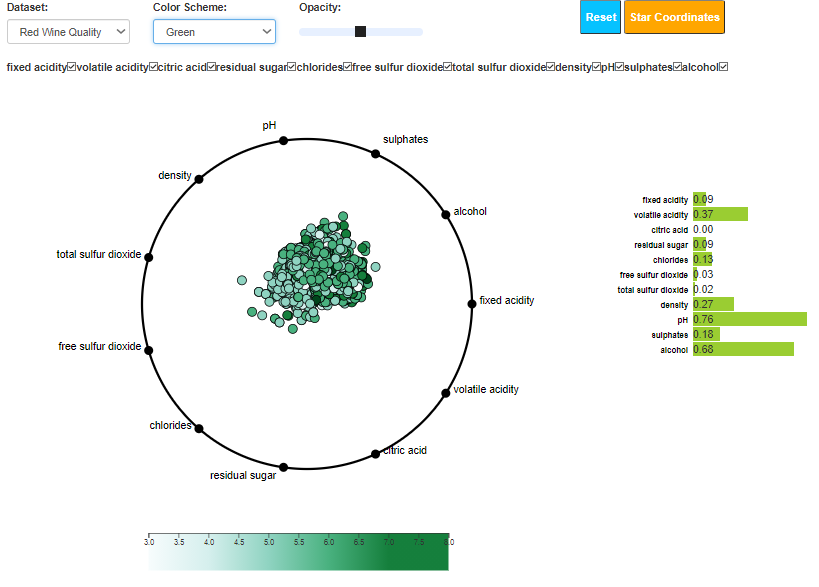 Dataset: Color Scheme: Opacity:
Red Wine Quality Green Reset Star Coordinates
fixed acidity volatile acidity citric acid residual sugar chlorides free sulfur dioxide total sulfur dioxide density pH sulphates alcohol
pH
sulphates
density
alcohol
total sulfur dioxide
fixed acidity
free sulfur dioxide
volatile acidity
chlorides
citric acid
residual sugar
fixed acidity 0.09
volatile acidity 0.37
citric acid 0.00
residual sugar 0.09
chlorides 0.13
free sulfur dioxide 0.03
total sulfur dioxide 0.02
density 0.27
pH 0.76
sulphates 0.18
alcohol 0.68
3.0 3.5 4.0 4.5 5.0 5.5 6.0 6.5 7.0 7.5 8.0